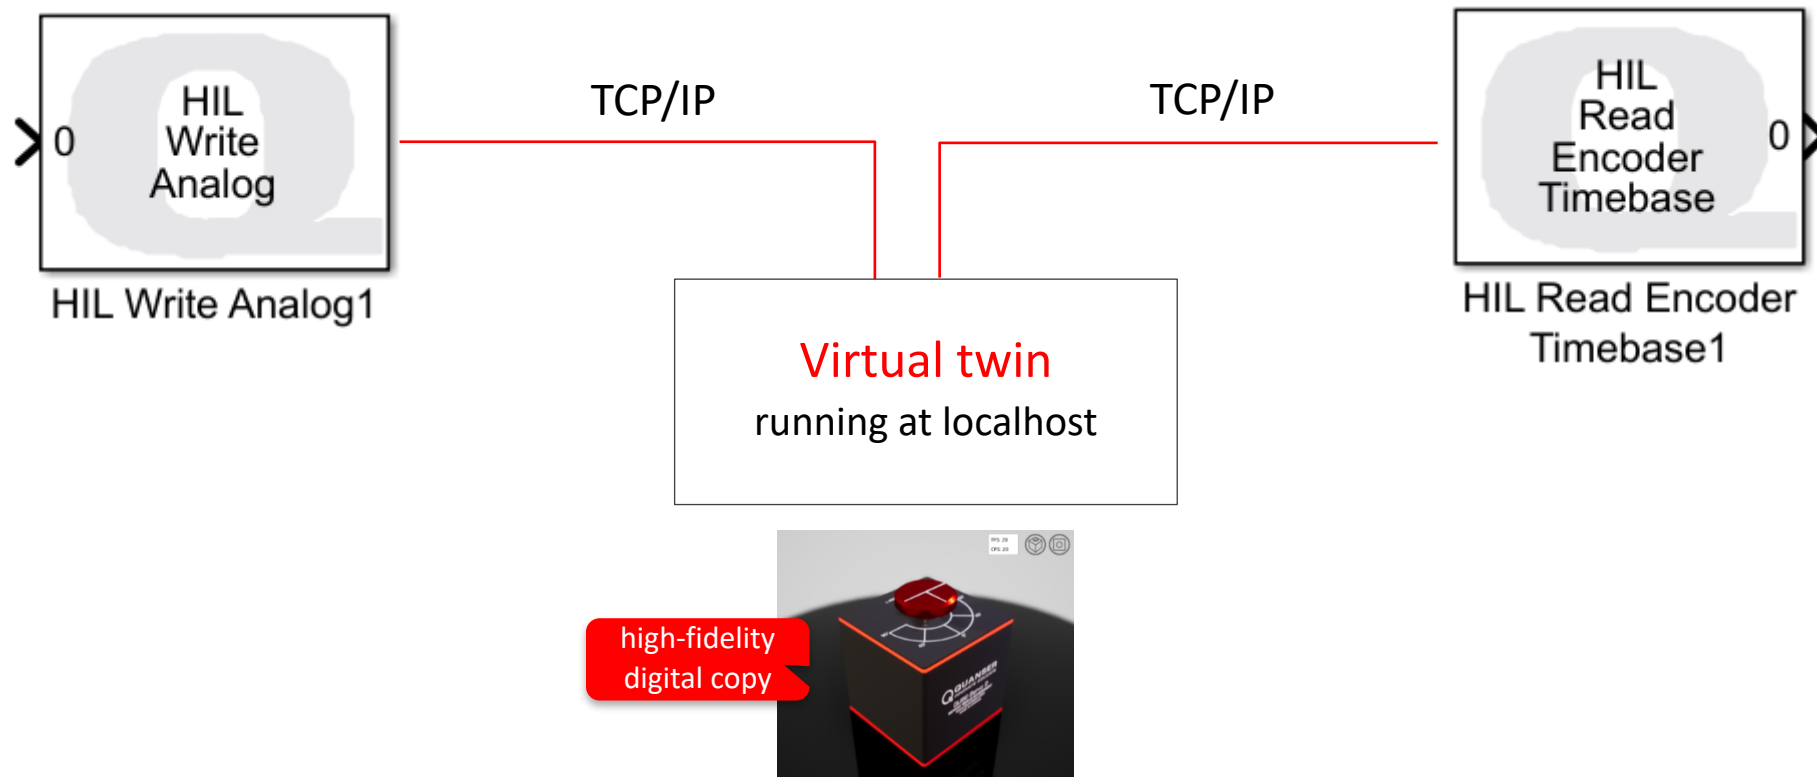 HIL
Write
Analog
0
HIL Write Analog1
TCP/IP
TCP/IP
HIL
Read
Encoder
Timebase
0
HIL Read Encoder
Timebase1
Virtual twin
running at localhost
high-fidelity
digital copy
QUANSER